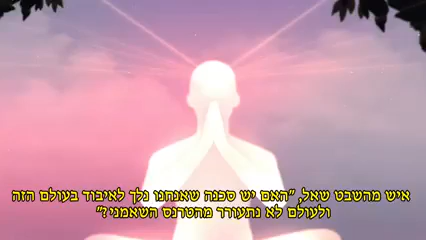 איש מהשבט שאל, "האם יש סכנה שאנחנו נלך לאיבוד בעולם הזה
ולעולם לא נתעורר מהטרנס השאמני?"